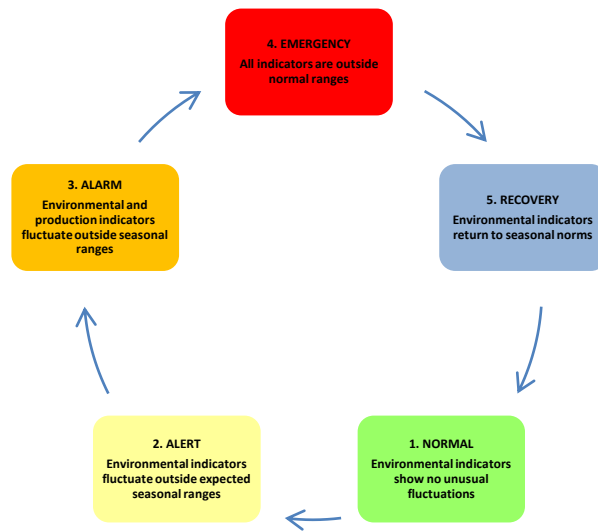 4. EMERGENCY
All indicators are outside
normal ranges
3. ALARM
Environmental and
production indicators
fluctuate outside seasonal
ranges
5. RECOVERY
Environmental indicators
return to seasonal norms
2. ALERT
Environmental indicators
fluctuate outside expected
seasonal ranges
1. NORMAL
Environmental indicators
show no unusual
fluctuations